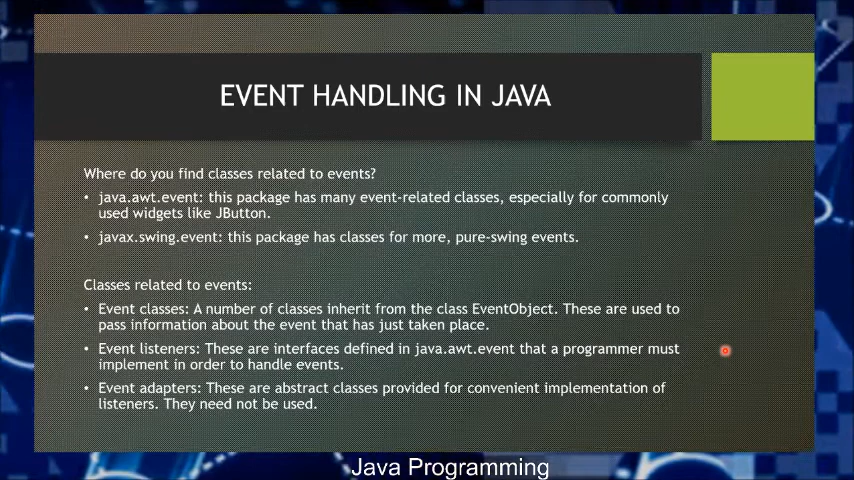 EVENT HANDLING IN JAVA
Where do you find classes related to events?
• java.awt.event: this package has many event-related classes, especially for commonly
used widgets like JButton.
• javax.swing.event: this package has classes for more, pure-swing events.
Classes related to events:
• Event classes: A number of classes inherit from the class EventObject. These are used to
pass information about the event that has just taken place.
• Event listeners: These are interfaces defined in java.awt.event that a programmer must
implement in order to handle events.
• Event adapters: These are abstract classes provided for convenient implementation of
listeners. They need not be used.
Java Programming